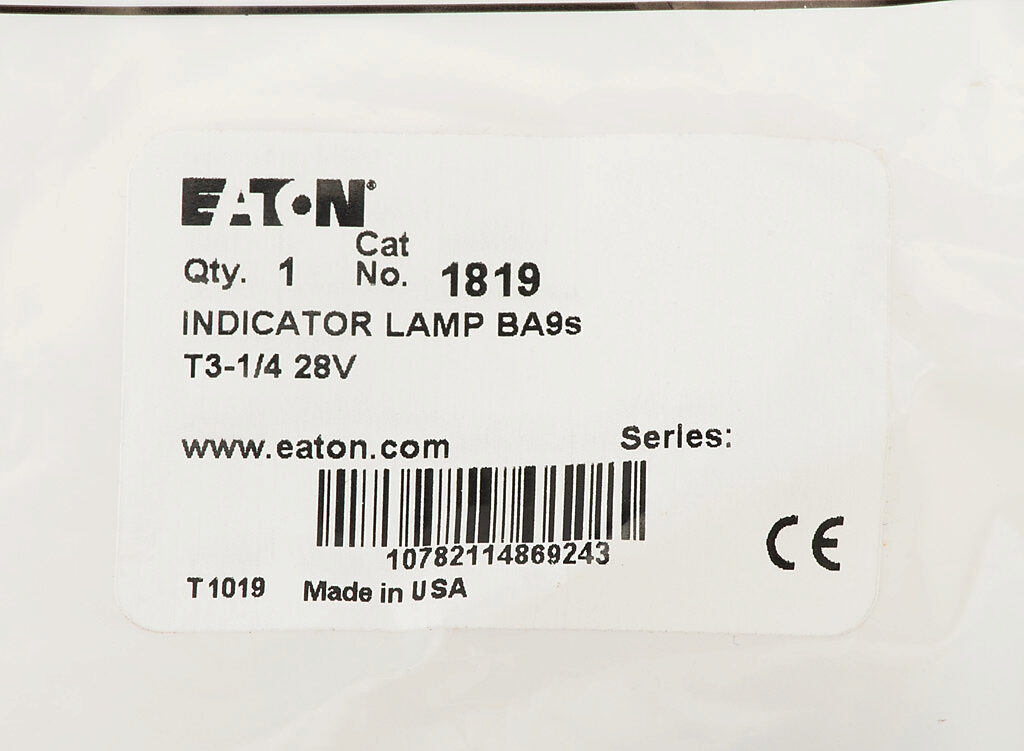 EATON®
Qty. 1 Cat No. 1819
INDICATOR LAMP BA9s
T3-1/4 28V
www.eaton.com Series:
10782114869243
CE
T1019 Made in USA